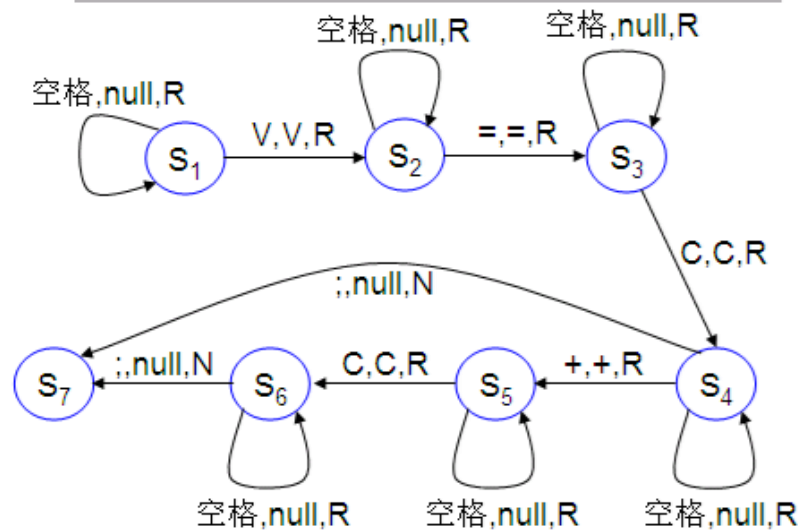 空格,null,R
空格,null,R
空格,null,R
S1
V,V,R
S2
=,=,R
S3
C,C,R
;,null,N
S7
;,null,N
S6
C,C,R
S5
+,+,R
S4
空格,null,R
空格,null,R
空格,null,R